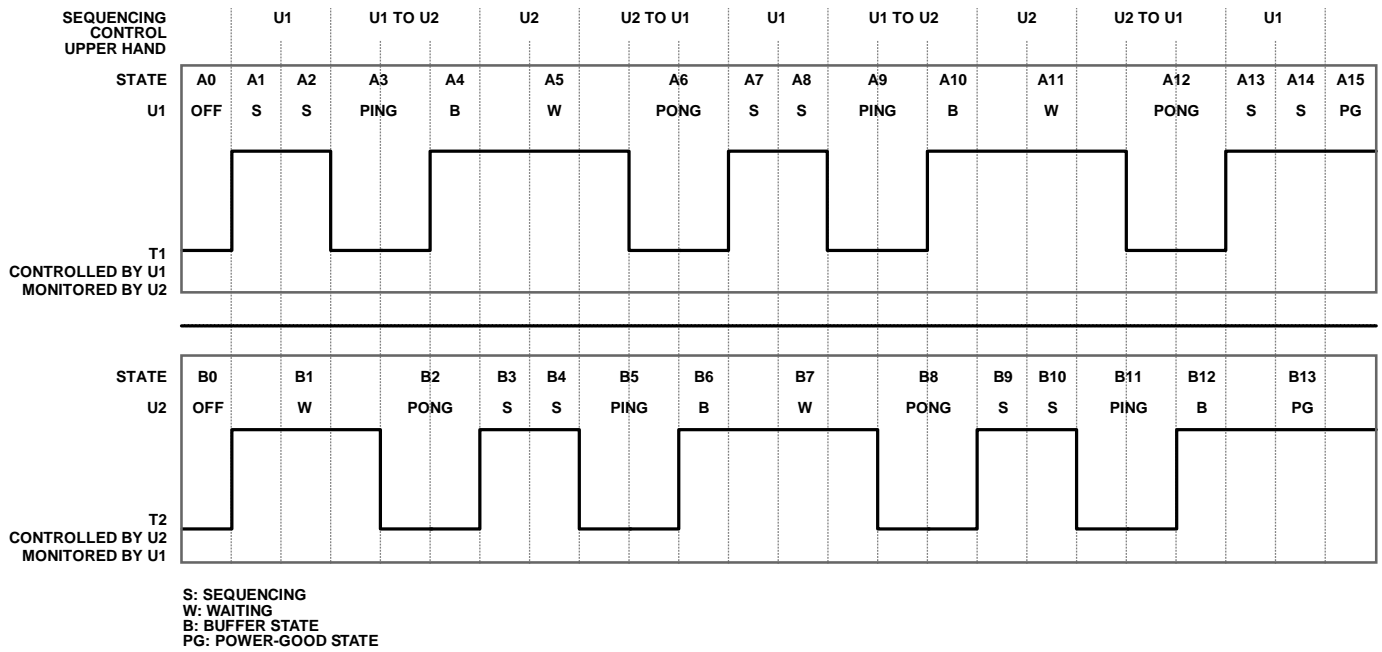 SEQUENCING CONTROL UPPER HAND
U1 U1 TO U2 U2 U2 TO U1 U1 U1 TO U2 U2 U2 TO U1 U1
STATE A0 A1 A2 A3 A4 A5 A6 A7 A8 A9 A10 A11 A12 A13 A14 A15
U1 OFF S S PING B W PONG S S PING B W PONG S S PG
T1
CONTROLLED BY U1
MONITORED BY U2
STATE B0 B1 B2 B3 B4 B5 B6 B7 B8 B9 B10 B11 B12 B13
U2 OFF W PONG S S PING B W PONG S S PING B PG
T2
CONTROLLED BY U2
MONITORED BY U1
S: SEQUENCING
W: WAITING
B: BUFFER STATE
PG: POWER-GOOD STATE